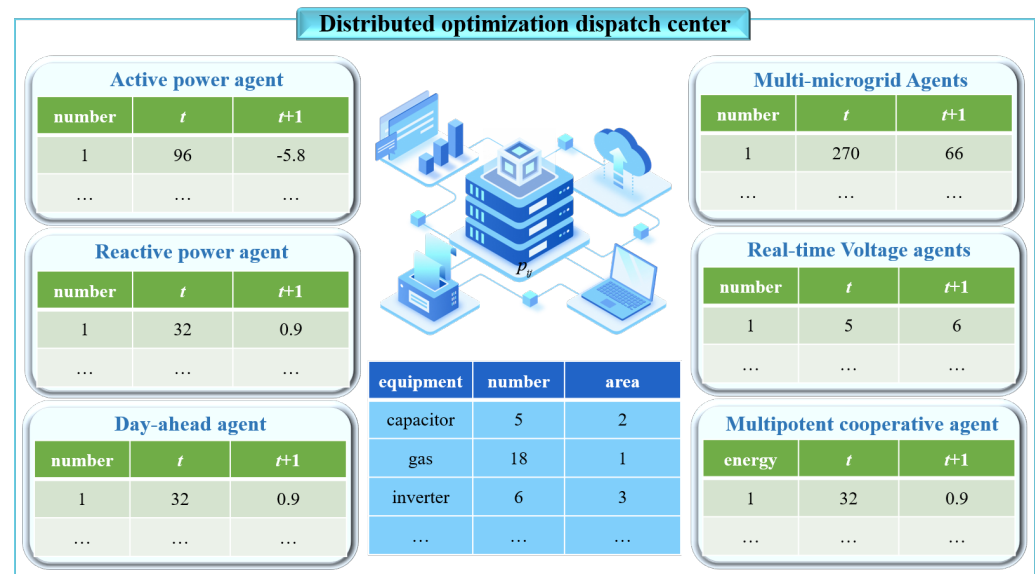 Distributed optimization dispatch center
Active power agent
number t t+1
1 96 -5.8
… … …
Reactive power agent
number t t+1
1 32 0.9
… … …
Day-ahead agent
number t t+1
1 32 0.9
… … …
p_ij
equipment number area
capacitor 5 2
gas 18 1
inverter 6 3
… … …
Multi-microgrid Agents
number t t+1
1 270 66
… … …
Real-time Voltage agents
number t t+1
1 5 6
… … …
Multipotent cooperative agent
energy t t+1
1 32 0.9
… … …